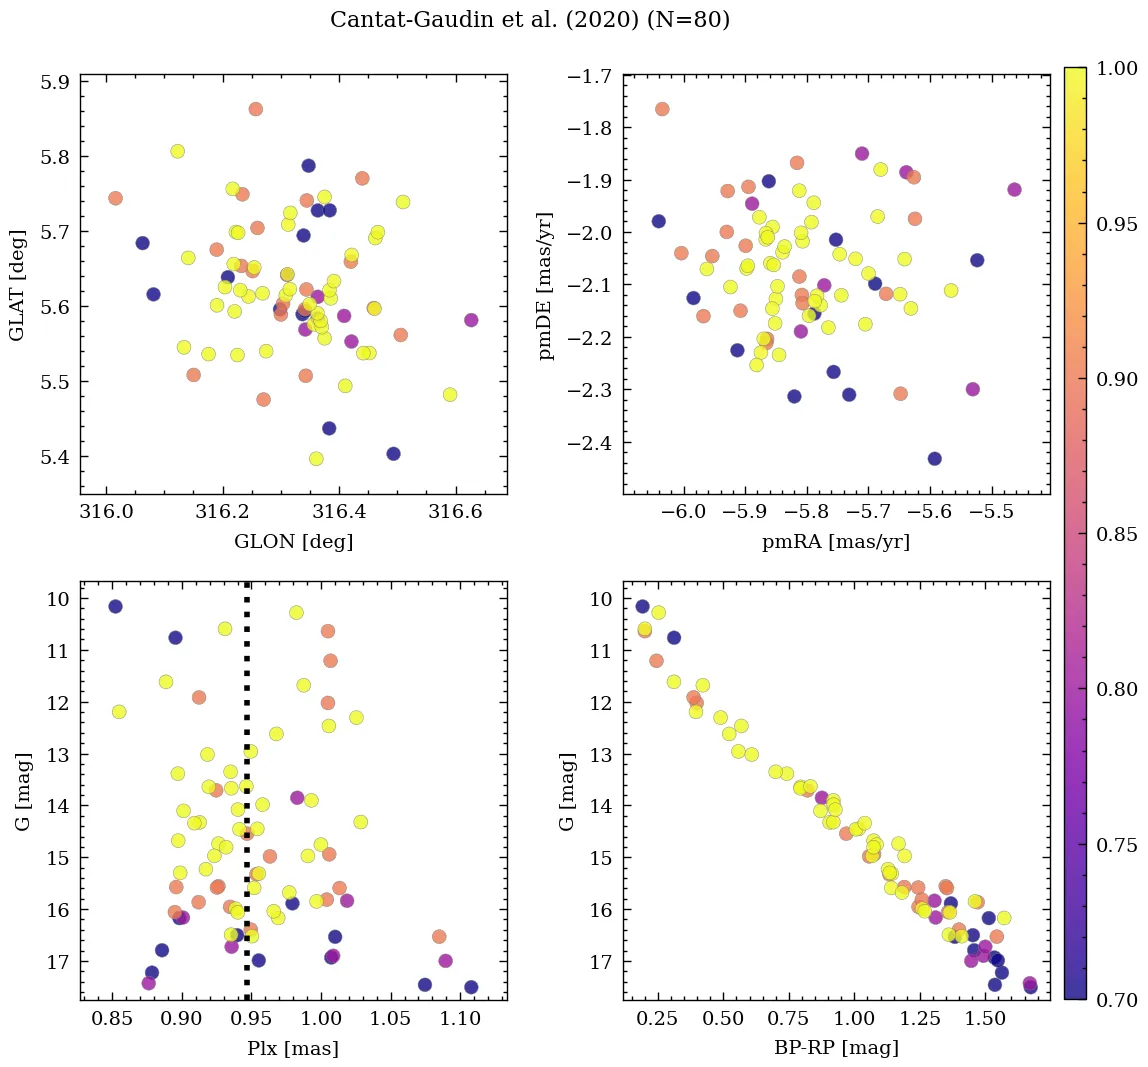 Cantat-Gaudin et al. (2020) (N=80)
5.9
5.8
5.7
5.6
5.5
5.4
GLAT [deg]
316.0 316.2 316.4 316.6
GLON [deg]
−1.7
−1.8
−1.9
−2.0
−2.1
−2.2
−2.3
−2.4
pmDE [mas/yr]
−6.0 −5.9 −5.8 −5.7 −5.6 −5.5
pmRA [mas/yr]
10
11
12
13
14
15
16
17
G [mag]
0.85 0.90 0.95 1.00 1.05 1.10
Plx [mas]
10
11
12
13
14
15
16
17
G [mag]
0.25 0.50 0.75 1.00 1.25 1.50
BP-RP [mag]
1.00
0.95
0.90
0.85
0.80
0.75
0.70